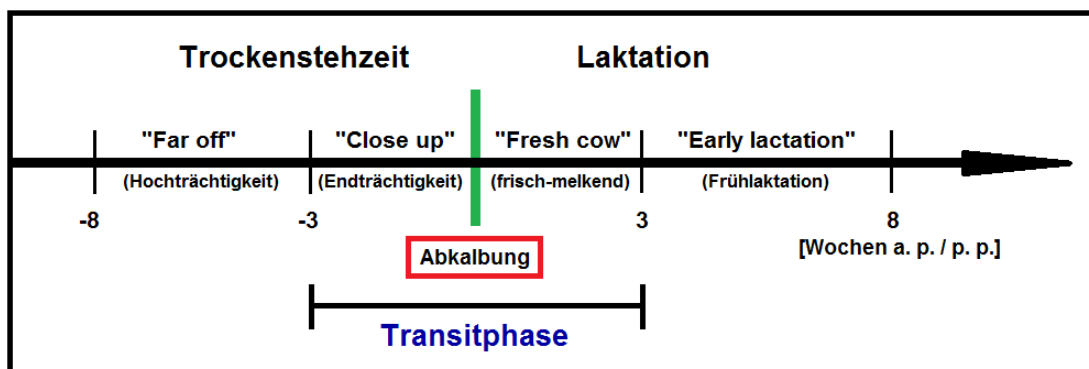 Trockenstehzeit Laktation
"Far off" "Close up" "Fresh cow" "Early lactation"
(Hochträchtigkeit) (Endträchtigkeit) (frisch-melkend) (Frühlaktation)
-8 -3 3 8
Abkalbung [Wochen a. p. / p. p.]
Transitphase